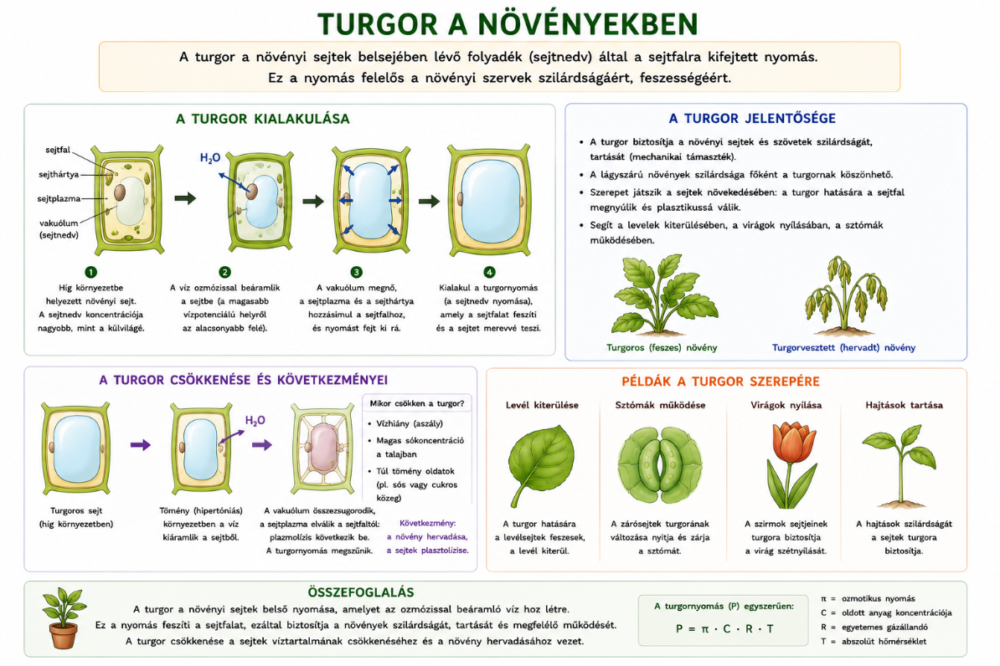 TURGOR A NÖVÉNYEKBEN
A turgor a növényi sejtek belsejében lévő folyadék (sejtnedv) által a sejtfalra kifejtett nyomás.
Ez a nyomás felelős a növényi szervek szilárdságáért, feszességéért.
A TURGOR KIALAKULÁSA
sejtfal
sejthártya
sejtplazma
vakuólum
(sejtnedv)
H₂O
1
Híg környezetbe
helyezett növényi sejt.
A sejtnedv koncentrációja
nagyobb, mint a külvilágé.
2
A víz ozmózissal beáramlik
a sejtbe (a magasabb
vízpotenciálú helyről
az alacsonyabb felé).
3
A vakuólum megnő,
a sejtplazma és a sejthártya
hozzásimul a sejtfalhoz,
és nyomást fejt ki rá.
4
Kialakul a turgornyomás
(a sejtnedv nyomása),
amely a sejtfalat feszíti
és a sejtet merevvé teszi.
A TURGOR JELENTŐSÉGE
• A turgor biztosítja a növényi sejtek és szövetek szilárdságát,
tartását (mechanikai támaszték).
• A lágyszárú növények szilárdsága főként a turgornak köszönhető.
• Szerepet játszik a sejtek növekedésében: a turgor hatására a sejtfal
megnyúlik és plasztikussá válik.
• Segít a levelek kiterülésében, a virágok nyílásában, a sztómák
működésében.
Turgoros (feszes) növény
Turgorvesztett (hervadt) növény
A TURGOR CSÖKKENÉSE ÉS KÖVETKEZMÉNYEI
H₂O
Turgoros sejt
(híg környezetben)
Tömény (hipertóniás)
környezetben a víz
kiáramlik a sejtből.
A vakuólum összezsugorodik,
a sejtplazma elválik a sejtfaltól:
plazmolízis következik be.
A turgornyomás megszűnik.
Mikor csökken a turgor?
• Vízhiány (aszály)
• Magas sókoncentráció
a talajban
• Túl tömény oldatok
(pl. sós vagy cukros
közeg)
Következmény:
a növény hervadása,
a sejtek plasztolízise.
PÉLDÁK A TURGOR SZEREPÉRE
Levél kiterülése
A turgor hatására
a levélsejtek feszesek,
a levél kiterül.
Sztómák működése
A zárósejtek turgorának
változása nyitja és zárja
a sztómát.
Virágok nyílása
A szirmok sejtjeinek
turgora biztosítja
a virág szétnyílását.
Hajtások tartása
A hajtások szilárdságát
a sejtek turgora
biztosítja.
ÖSSZEFOGLALÁS
A turgor a növényi sejtek belső nyomása, amelyet az ozmózissal beáramló víz hoz létre.
Ez a nyomás feszíti a sejtfalat, ezáltal biztosítja a növények szilárdságát, tartását és megfelelő működését.
A turgor csökkenése a sejtek víztartalmának csökkenéséhez és a növény hervadásához vezet.
A turgornyomás (P) egyszerűen:
P = π · C · R · T
π = ozmotikus nyomás
C = oldott anyag koncentrációja
R = egyetemes gázállandó
T = abszolút hőmérséklet